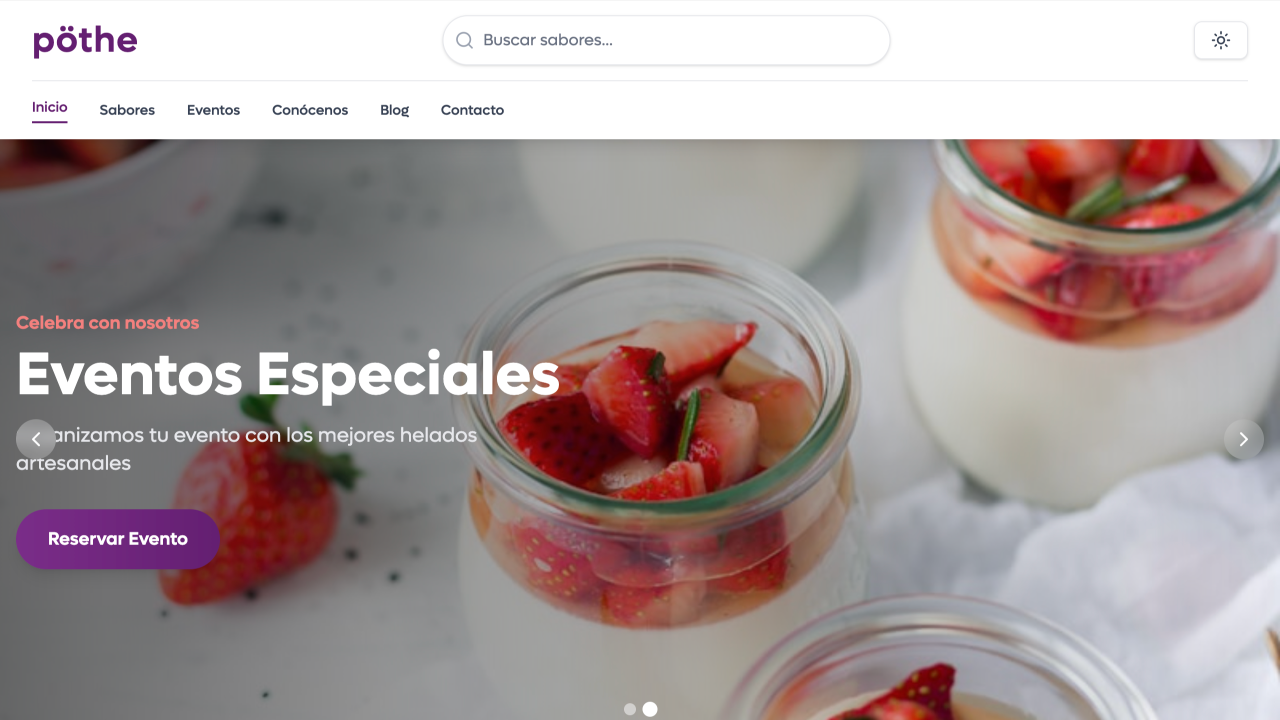 pöthe
Buscar sabores...
Inicio
Sabores
Eventos
Conócenos
Blog
Contacto
Celebra con nosotros
Eventos Especiales
anizamos tu evento con los mejores helados
artesanales
Reservar Evento